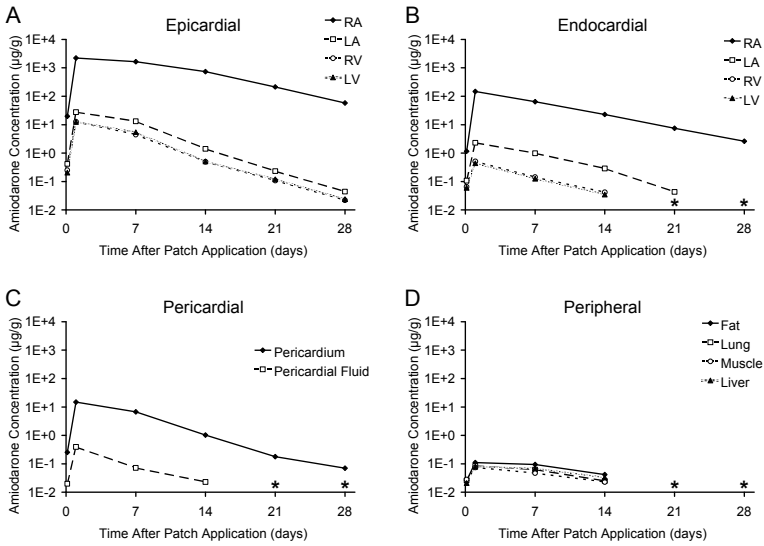 A
Epicardial
RA
LA
RV
LV
Amiodarone Concentration (µg/g)
1E+4
1E+3
1E+2
1E+1
1E+0
1E-1
1E-2
0 7 14 21 28
Time After Patch Application (days)
B
Endocardial
RA
LA
RV
LV
Amiodarone Concentration (µg/g)
1E+4
1E+3
1E+2
1E+1
1E+0
1E-1
1E-2
* *
0 7 14 21 28
Time After Patch Application (days)
C
Pericardial
Pericardium
Pericardial Fluid
Amiodarone Concentration (µg/g)
1E+4
1E+3
1E+2
1E+1
1E+0
1E-1
1E-2
* *
0 7 14 21 28
Time After Patch Application (days)
D
Peripheral
Fat
Lung
Muscle
Liver
Amiodarone Concentration (µg/g)
1E+4
1E+3
1E+2
1E+1
1E+0
1E-1
1E-2
* *
0 7 14 21 28
Time After Patch Application (days)